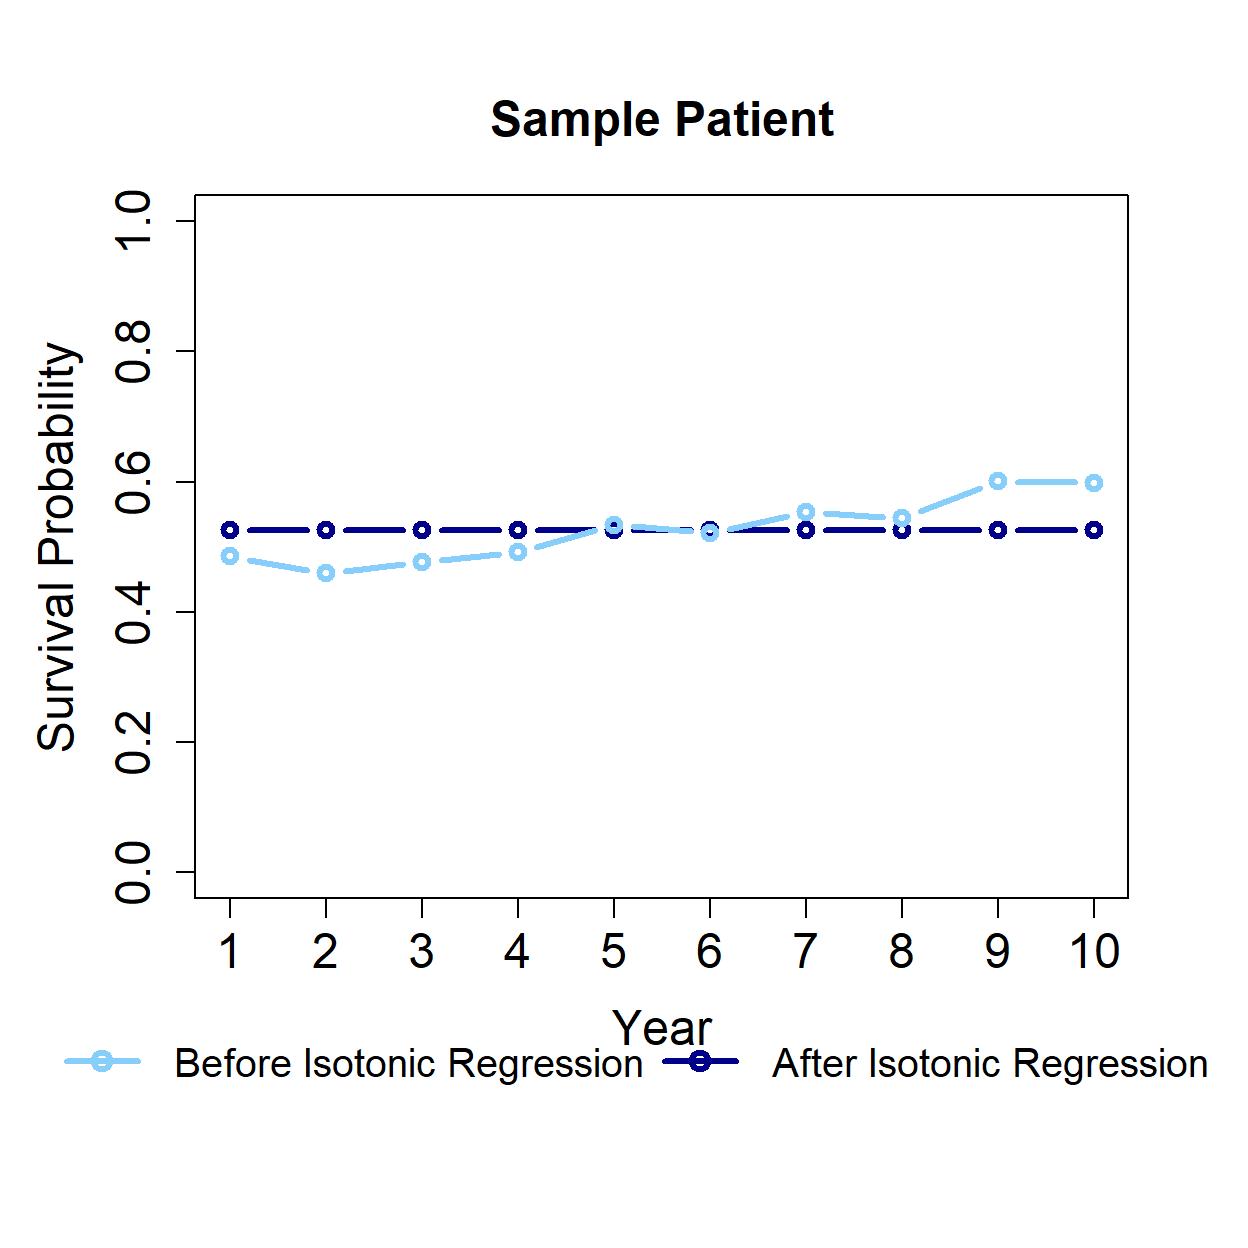 Sample Patient
Survival Probability
1.0
0.8
0.6
0.4
0.2
0.0
1 2 3 4 5 6 7 8 9 10
Year
Before Isotonic Regression After Isotonic Regression